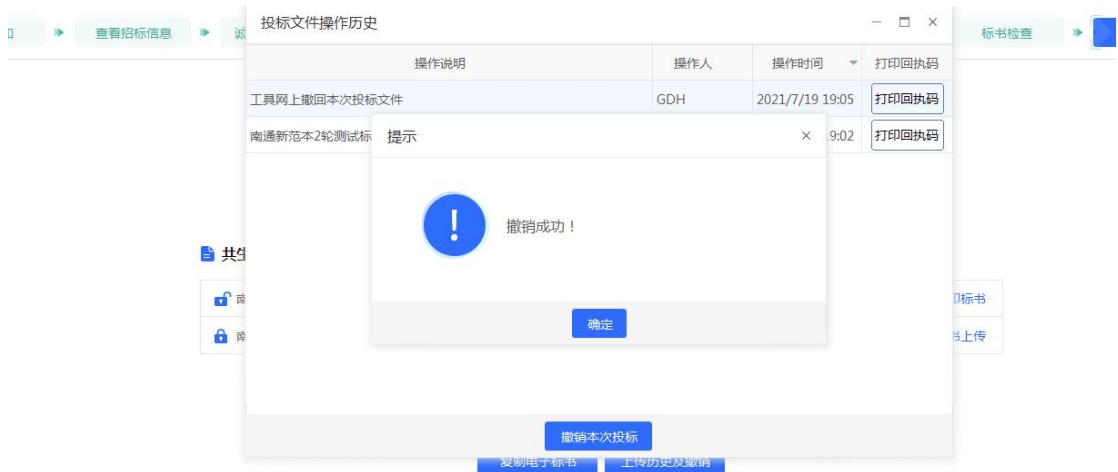 查看招标信息
投标文件操作历史
标书检查
操作说明 操作人 操作时间 打印回执码
工具网上撤回本次投标文件 GDH 2021/7/19 19:05 打印回执码
南通新范本2轮测试标 9:02 打印回执码
提示
撤销成功！
确定
共生
南 印标书
南 书上传
撤销本次投标
复制电子标书 上传历史及撤销